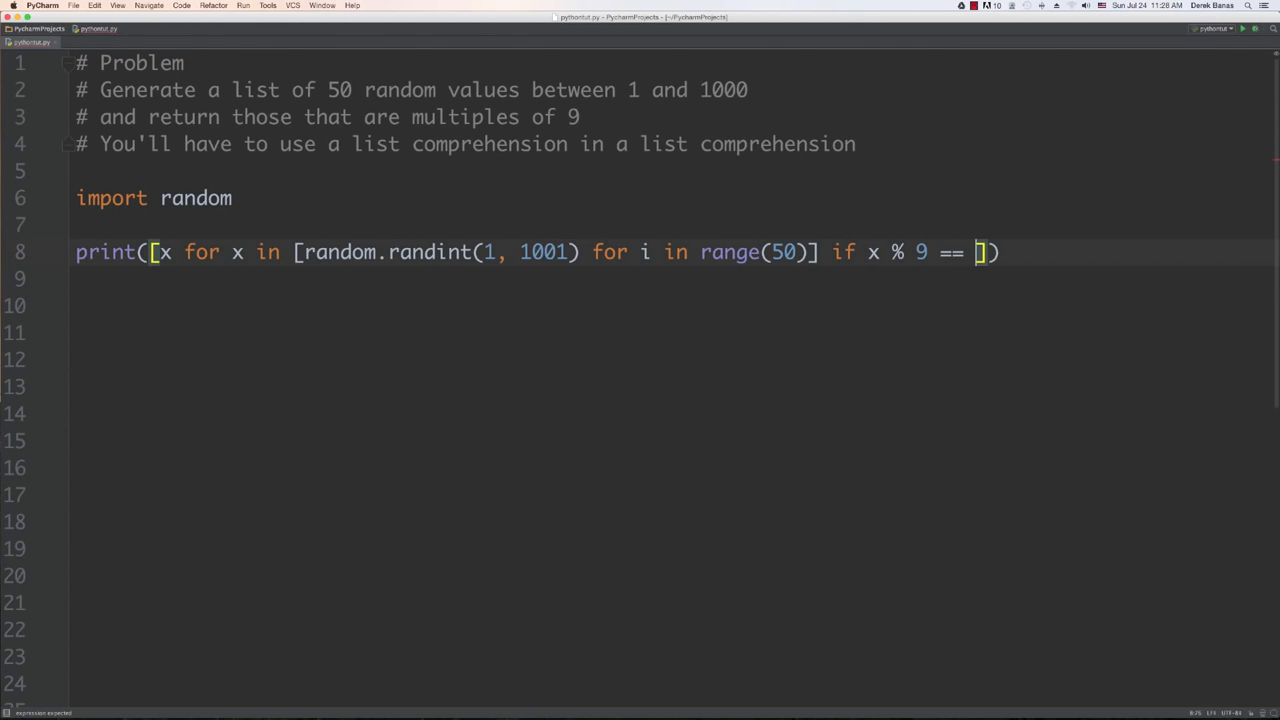 PyCharm File Edit View Navigate Code Refactor Run Tools VCS Window Help 10 Sun Jul 24 11:28 AM Derek Banas
pythontut.py - PycharmProjects - [~/PycharmProjects]
PycharmProjects pythontut.py pythontut
pythontut.py
1 # Problem
2 # Generate a list of 50 random values between 1 and 1000
3 # and return those that are multiples of 9
4 # You'll have to use a list comprehension in a list comprehension
5
6 import random
7
8 print([x for x in [random.randint(1, 1001) for i in range(50)] if x % 9 == ])
9
10
11
12
13
14
15
16
17
18
19
20
21
22
23
24
expression expected 8:75 LF÷ UTF-8÷